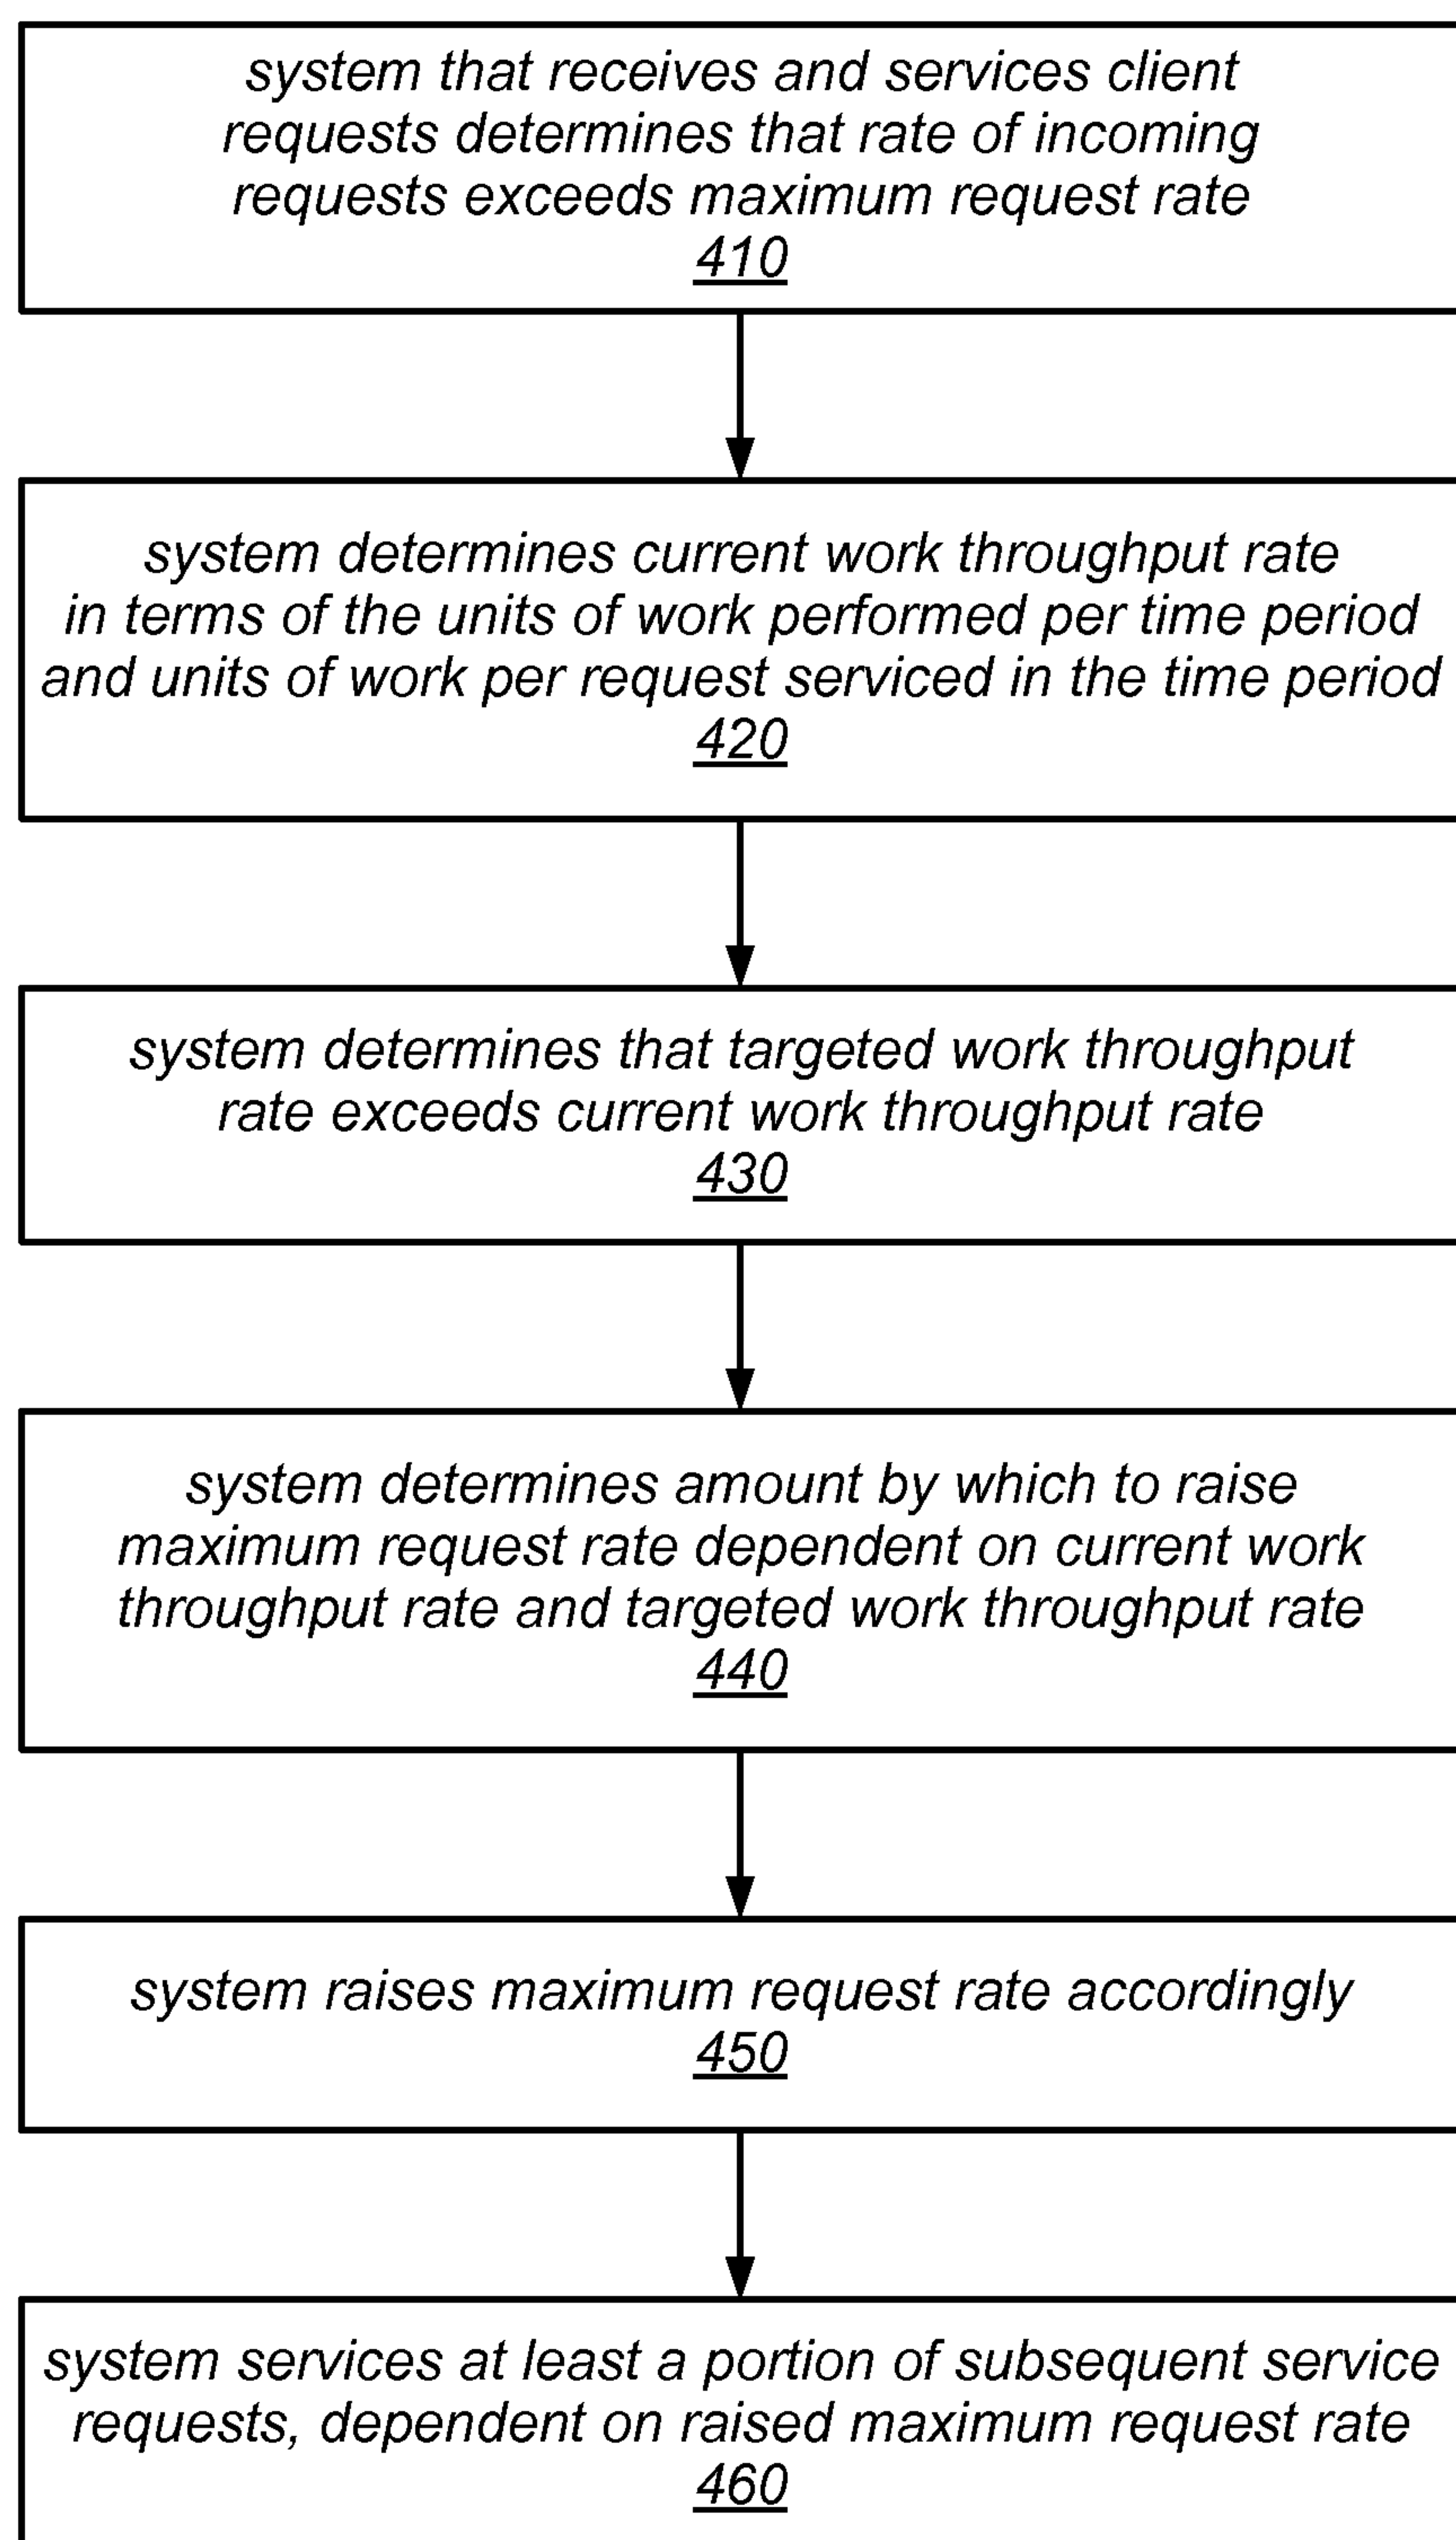 system that receives and services client
requests determines that rate of incoming
requests exceeds maximum request rate
410
system determines current work throughput rate
in terms of the units of work performed per time period
and units of work per request serviced in the time period
420
system determines that targeted work throughput
rate exceeds current work throughput rate
430
system determines amount by which to raise
maximum request rate dependent on current work
throughput rate and targeted work throughput rate
440
system raises maximum request rate accordingly
450
system services at least a portion of subsequent service
requests, dependent on raised maximum request rate
460